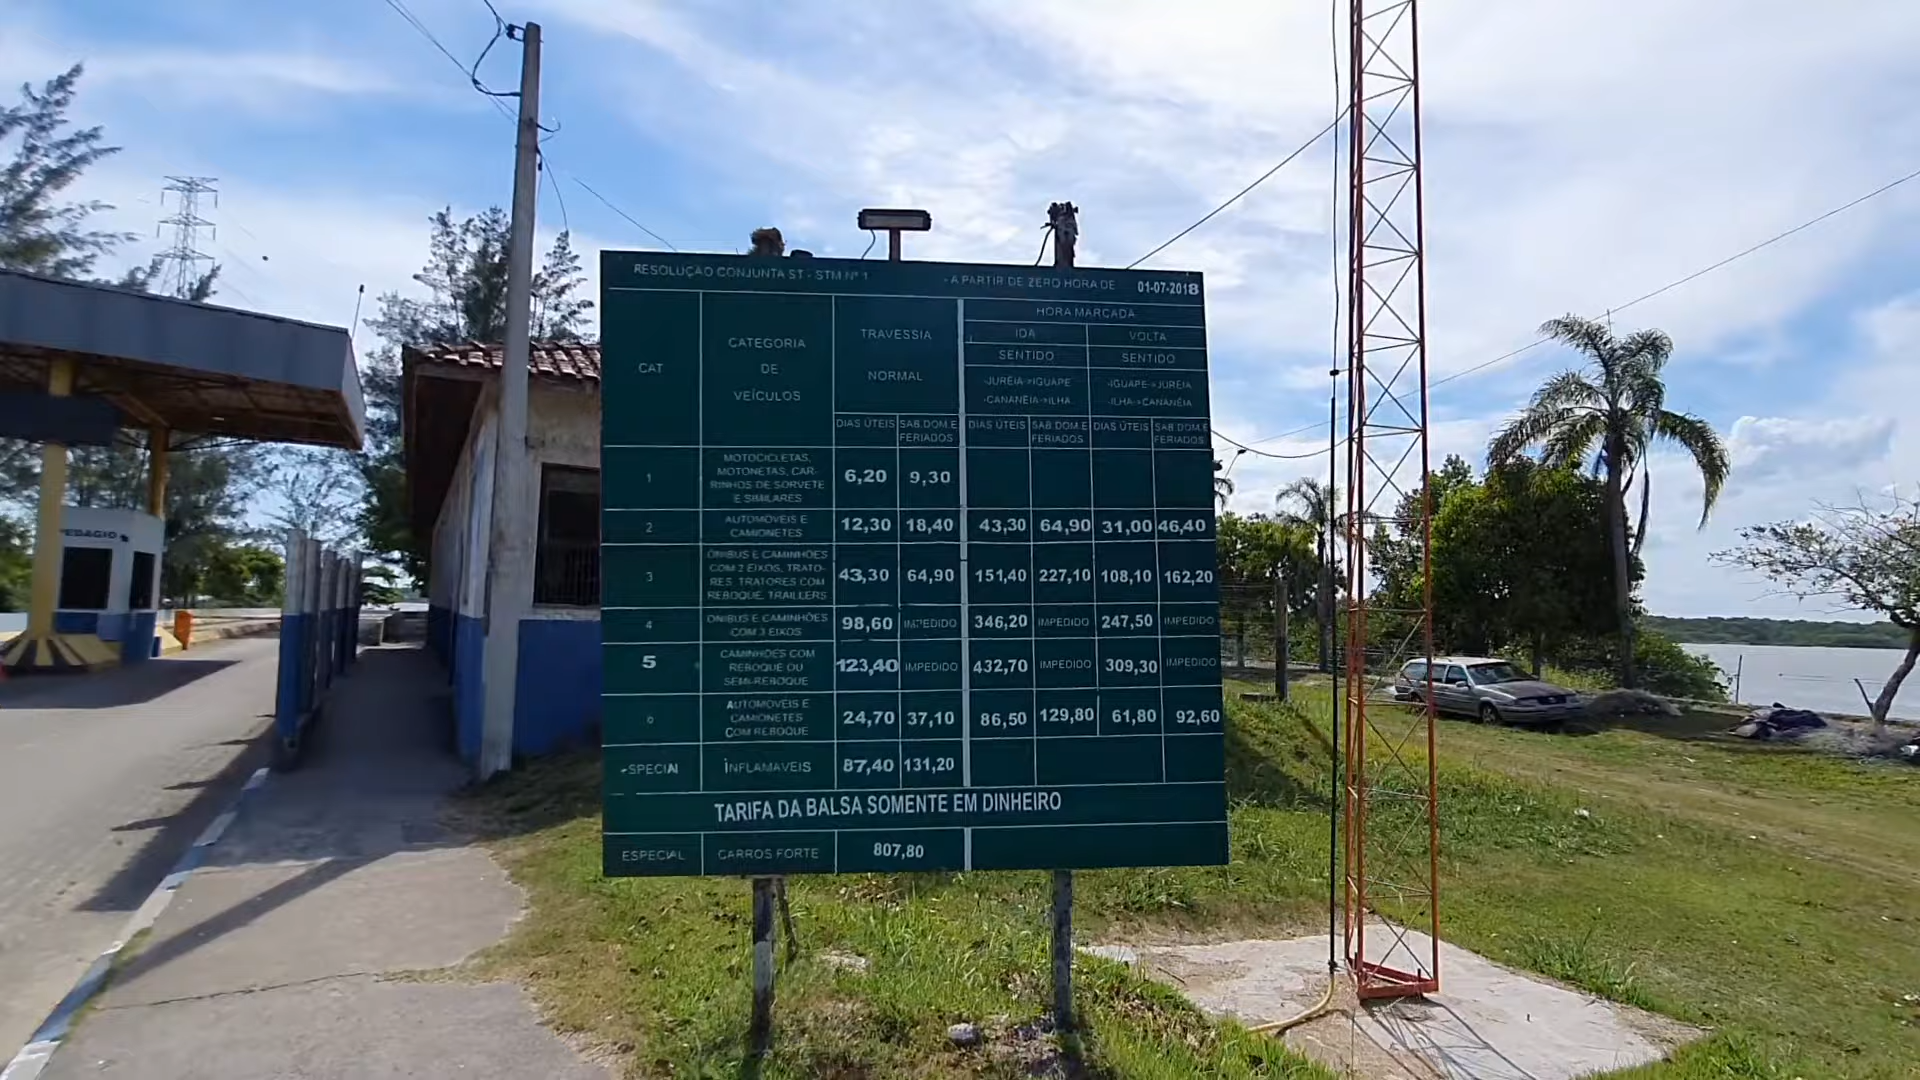 RESOLUÇÃO CONJUNTA ST - STM Nº 1 - A PARTIR DE ZERO HORA DE 01-07-2018
CAT
CATEGORIA
DE
VEÍCULOS
TRAVESSIA
NORMAL
HORA MARCADA
IDA VOLTA
SENTIDO SENTIDO
-JURÉIA->IGUAPE -IGUAPE->JURÉIA
-CANANÉIA->ILHA -ILHA->CANANÉIA
DIAS ÚTEIS SAB.DOM.E FERIADOS DIAS ÚTEIS SAB.DOM.E FERIADOS DIAS ÚTEIS SAB.DOM.E FERIADOS
1
MOTOCICLETAS,
MOTONETAS, CAR-
RINHOS DE SORVETE
E SIMILARES
6,20 9,30
2
AUTOMÓVEIS E
CAMIONETES
12,30 18,40 43,30 64,90 31,00 46,40
3
ÔNIBUS E CAMINHÕES
COM 2 EIXOS, TRATO-
RES, TRATORES COM
REBOQUE, TRAILLERS
43,30 64,90 151,40 227,10 108,10 162,20
4
ÔNIBUS E CAMINHÕES
COM 3 EIXOS
98,60 IMPEDIDO 346,20 IMPEDIDO 247,50 IMPEDIDO
5
CAMINHÕES COM
REBOQUE OU
SEMI-REBOQUE
123,40 IMPEDIDO 432,70 IMPEDIDO 309,30 IMPEDIDO
6
AUTOMÓVEIS E
CAMIONETES
COM REBOQUE
24,70 37,10 86,50 129,80 61,80 92,60
ESPECIAL INFLAMÁVEIS 87,40 131,20
TARIFA DA BALSA SOMENTE EM DINHEIRO
ESPECIAL CARROS FORTE 807,80
PEDÁGIO